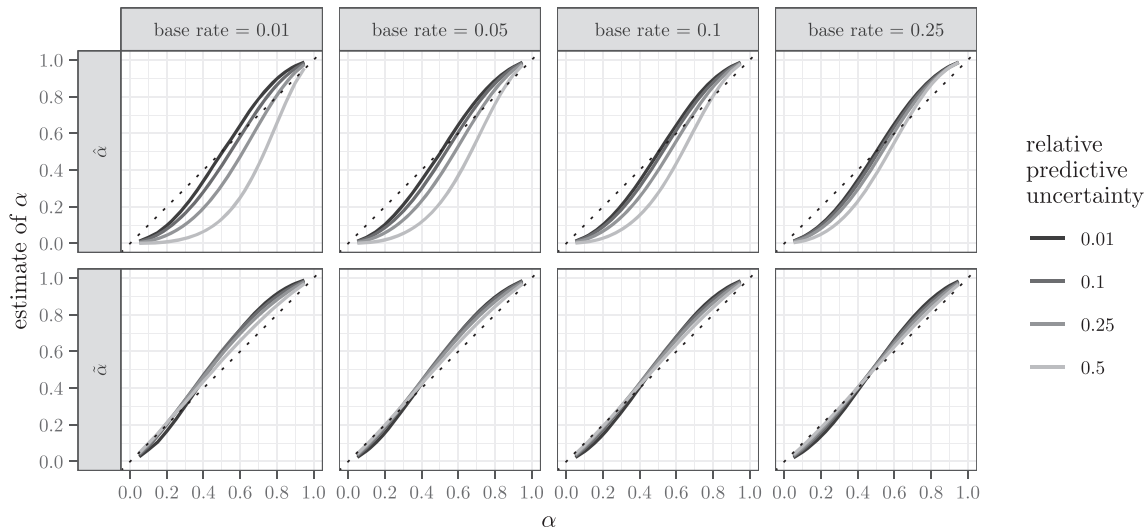 base rate = 0.01
base rate = 0.05
base rate = 0.1
base rate = 0.25
estimate of α
α̂
1.0
0.8
0.6
0.4
0.2
0.0
α̃
1.0
0.8
0.6
0.4
0.2
0.0
0.0 0.2 0.4 0.6 0.8 1.0
0.0 0.2 0.4 0.6 0.8 1.0
0.0 0.2 0.4 0.6 0.8 1.0
0.0 0.2 0.4 0.6 0.8 1.0
α
relative
predictive
uncertainty
0.01
0.1
0.25
0.5